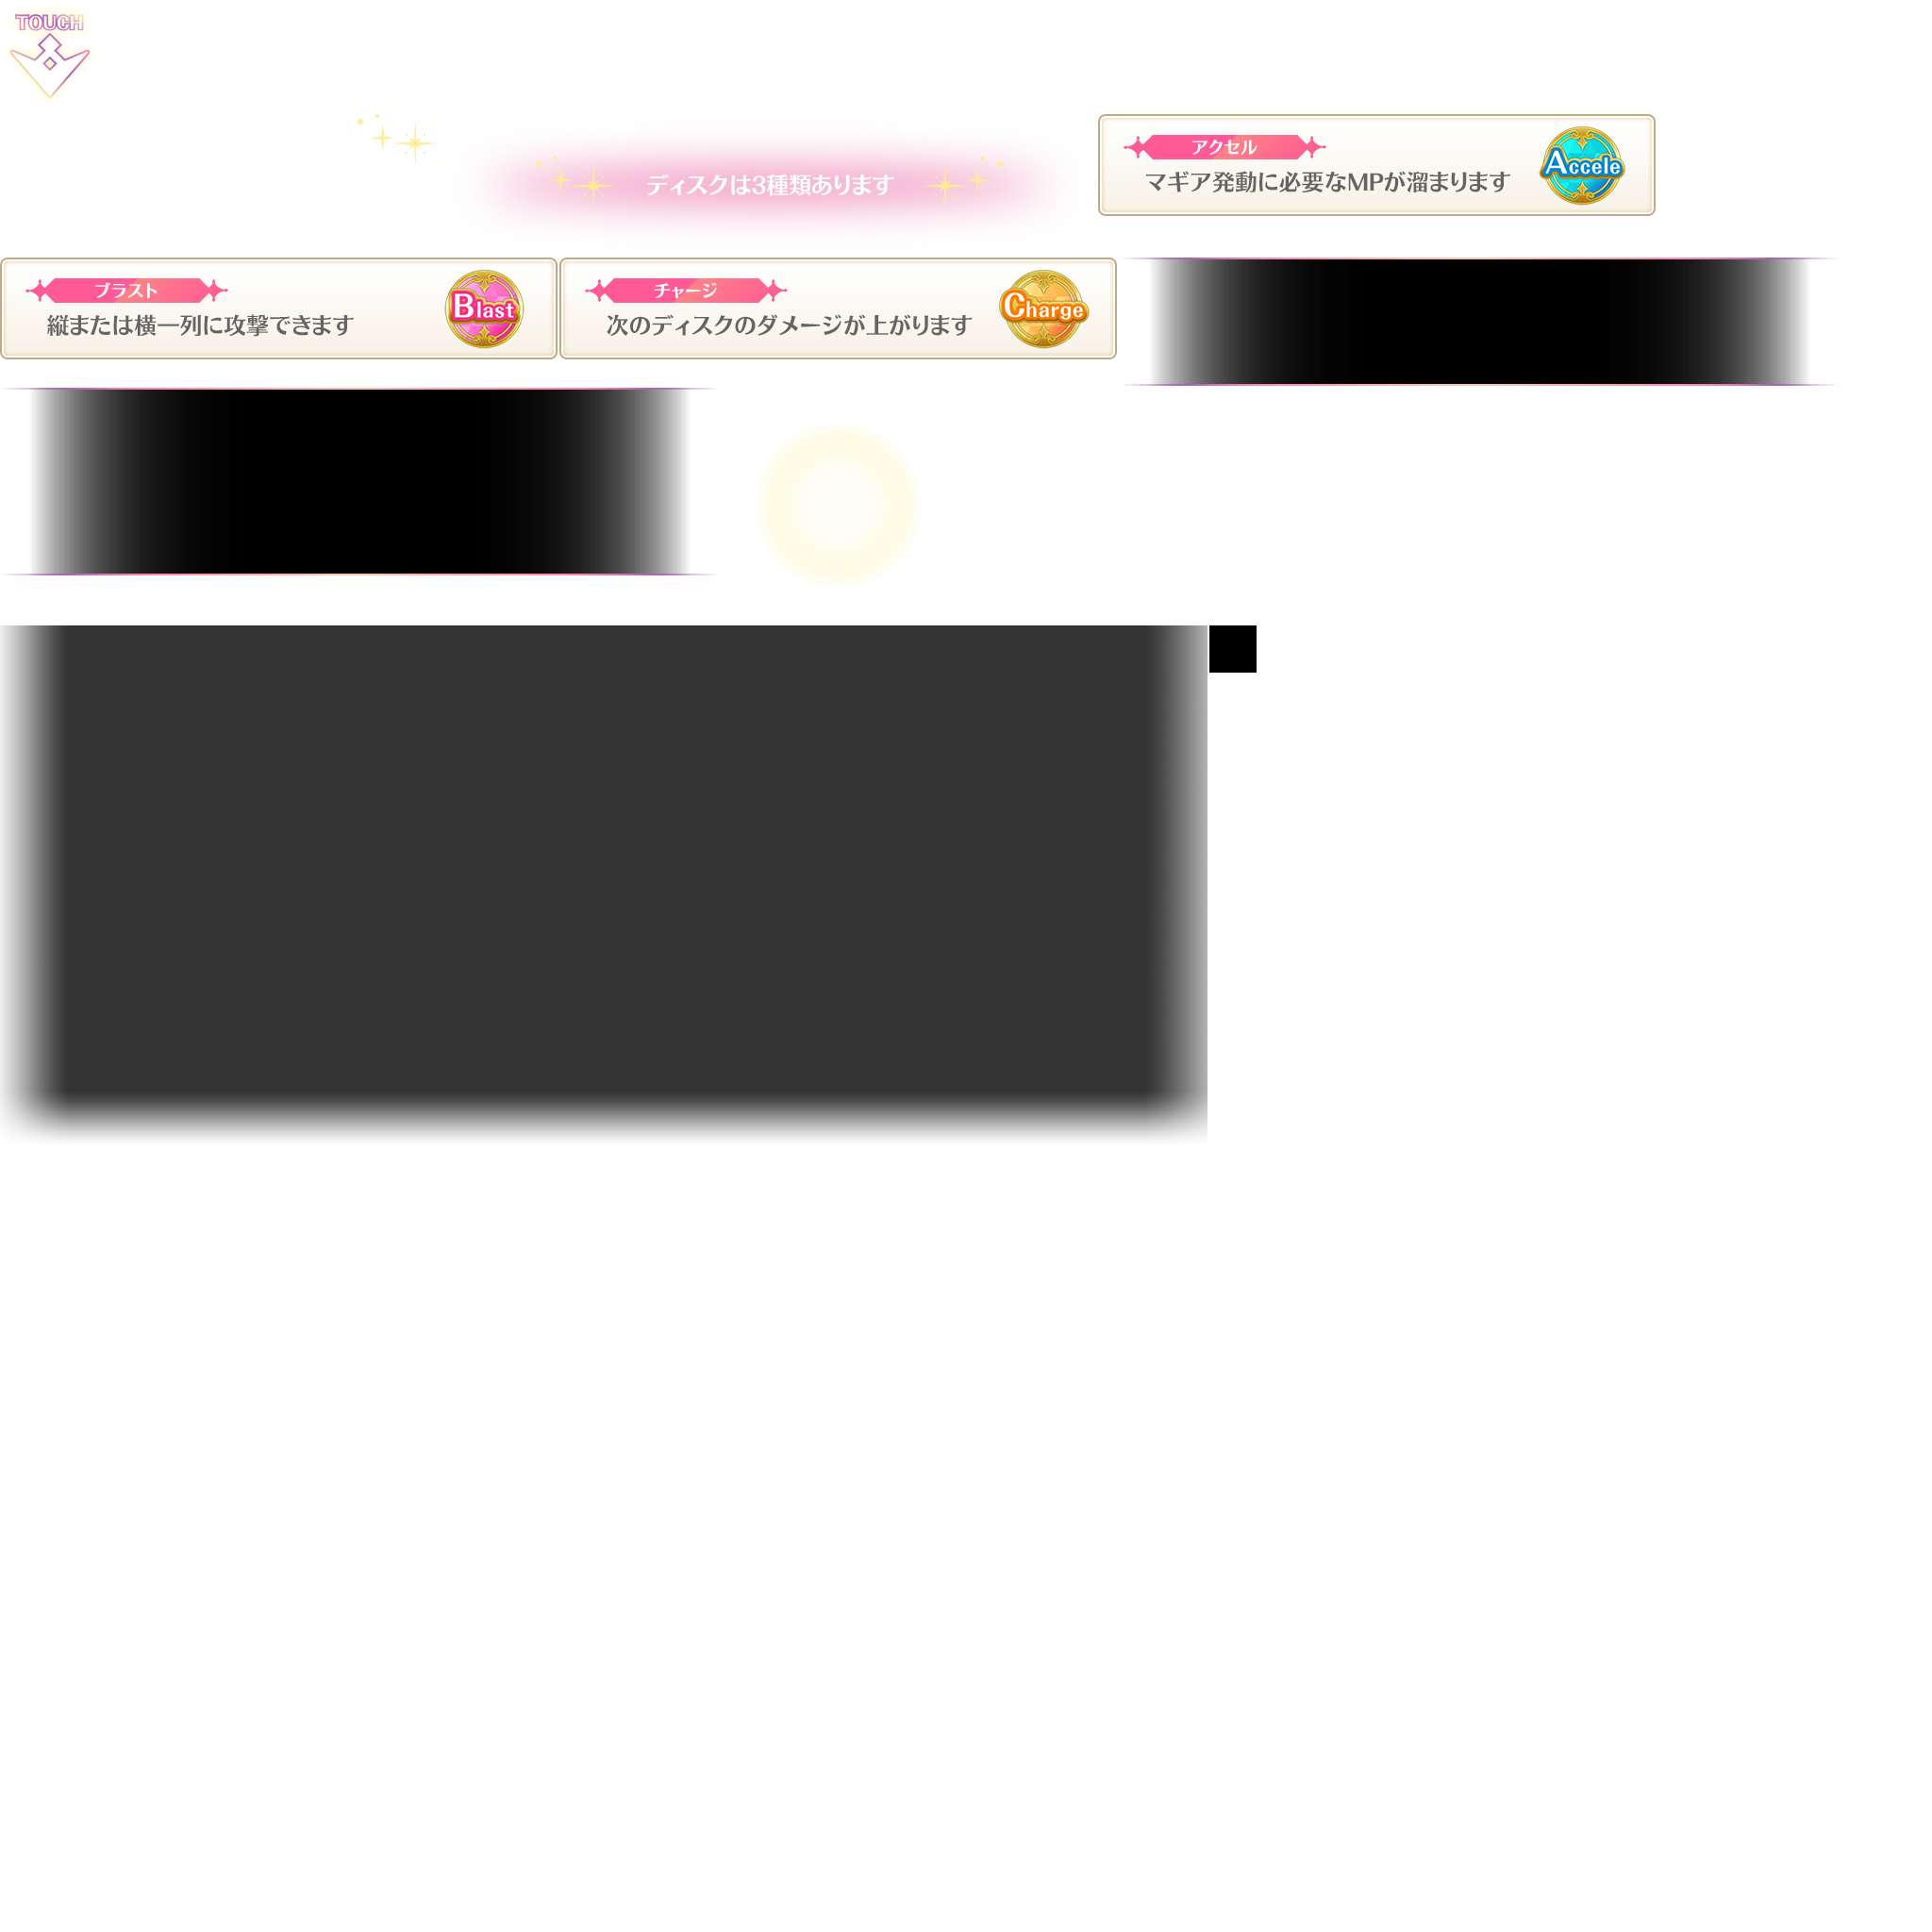 TOUCH
ディスクは3種類あります
アクセル
マギア発動に必要なMPが溜まります
Accele
ブラスト
縦または横一列に攻撃できます
Blast
チャージ
次のディスクのダメージが上がります
Charge